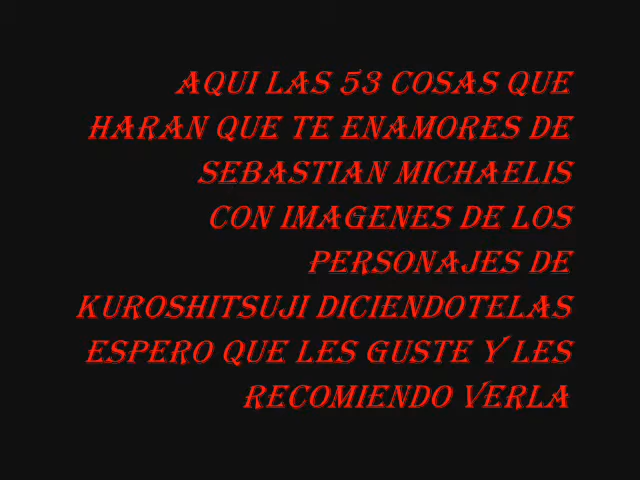 AQUI LAS 53 COSAS QUE
HARAN QUE TE ENAMORES DE
SEBASTIAN MICHAELIS
CON IMAGENES DE LOS
PERSONAJES DE
KUROSHITSUJI DICIENDOTELAS
ESPERO QUE LES GUSTE Y LES
RECOMIENDO VERLA